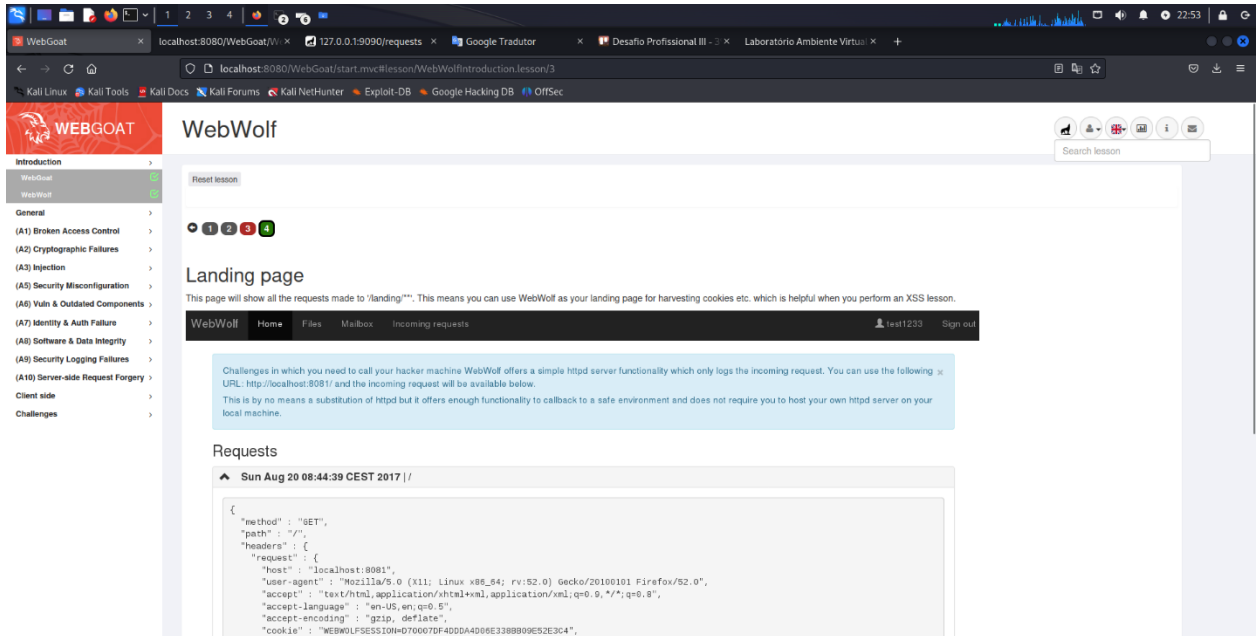 1 2 3 4 2 6 22:53
WebGoat × localhost:8080/WebGoat/W × 127.0.0.1:9090/requests × Google Tradutor × Desafio Profissional III - 3 × Laboratório Ambiente Virtual × +
localhost:8080/WebGoat/start.mvc#lesson/WebWolfIntroduction.lesson/3
Kali Linux Kali Tools Kali Docs Kali Forums Kali NetHunter Exploit-DB Google Hacking DB OffSec
WEBGOAT
WebWolf
Search lesson
Introduction
WebGoat
WebWolf
General
(A1) Broken Access Control
(A2) Cryptographic Failures
(A3) Injection
(A5) Security Misconfiguration
(A6) Vuln & Outdated Components
(A7) Identity & Auth Failure
(A8) Software & Data Integrity
(A9) Security Logging Failures
(A10) Server-side Request Forgery
Client side
Challenges
Reset lesson
1 2 3 4
Landing page
This page will show all the requests made to '/landing/**'. This means you can use WebWolf as your landing page for harvesting cookies etc. which is helpful when you perform an XSS lesson.
WebWolf Home Files Mailbox Incoming requests test1233 Sign out
Challenges in which you need to call your hacker machine WebWolf offers a simple httpd server functionality which only logs the incoming request. You can use the following ×
URL: http://localhost:8081/ and the incoming request will be available below.
This is by no means a substitution of httpd but it offers enough functionality to callback to a safe environment and does not require you to host your own httpd server on your
local machine.
Requests
Sun Aug 20 08:44:39 CEST 2017 | /
{
"method" : "GET",
"path" : "/",
"headers" : {
"request" : {
"host" : "localhost:8081",
"user-agent" : "Mozilla/5.0 (X11; Linux x86_64; rv:52.0) Gecko/20100101 Firefox/52.0",
"accept" : "text/html,application/xhtml+xml,application/xml;q=0.9,*/*;q=0.8",
"accept-language" : "en-US,en;q=0.5",
"accept-encoding" : "gzip, deflate",
"cookie" : "WEBWOLFSESSION=D70007DF4DDDA4D06E338BB09E52E3C4",